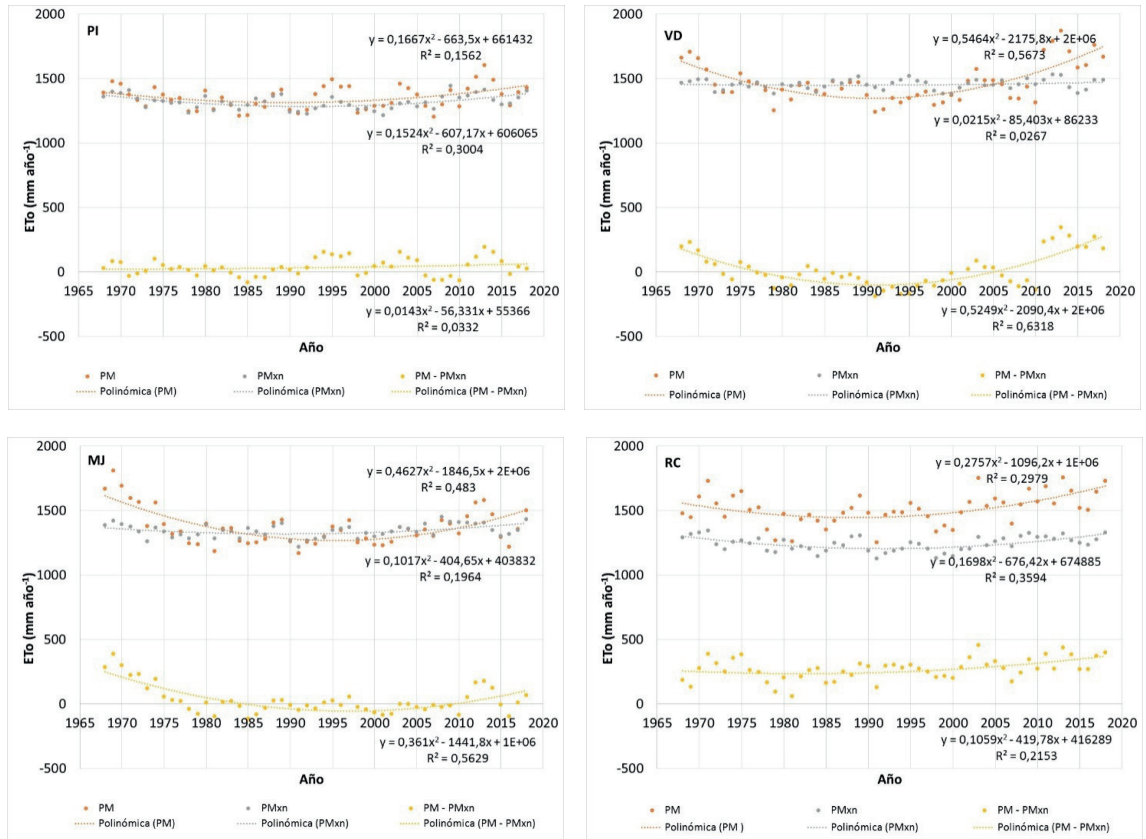 PI
ETo (mm año⁻¹)
2000
1500
1000
500
0
-500
y = 0,1667x² - 663,5x + 661432
R² = 0,1562
y = 0,1524x² - 607,17x + 606065
R² = 0,3004
1965 1970 1975 1980 1985 1990 1995 2000 2005 2010 2015 2020
y = 0,0143x² - 56,331x + 55366
R² = 0,0332
Año
PM PMxn PM - PMxn
Polinómica (PM) Polinómica (PMxn) Polinómica (PM - PMxn)
VD
ETo (mm año⁻¹)
2000
1500
1000
500
0
-500
y = 0,5464x² - 2175,8x + 2E+06
R² = 0,5673
y = 0,0215x² - 85,403x + 86233
R² = 0,0267
1965 1970 1975 1980 1985 1990 1995 2000 2005 2010 2015 2020
y = 0,5249x² - 2090,4x + 2E+06
R² = 0,6318
Año
PM PMxn PM - PMxn
Polinómica (PM) Polinómica (PMxn) Polinómica (PM - PMxn)
MJ
ETo (mm año⁻¹)
2000
1500
1000
500
0
-500
y = 0,4627x² - 1846,5x + 2E+06
R² = 0,483
y = 0,1017x² - 404,65x + 403832
R² = 0,1964
1965 1970 1975 1980 1985 1990 1995 2000 2005 2010 2015 2020
y = 0,361x² - 1441,8x + 1E+06
R² = 0,5629
Año
PM PMxn PM - PMxn
Polinómica (PM) Polinómica (PMxn) Polinómica (PM - PMxn)
RC
ETo (mm año⁻¹)
2000
1500
1000
500
0
-500
y = 0,2757x² - 1096,2x + 1E+06
R² = 0,2979
y = 0,1698x² - 676,42x + 674885
R² = 0,3594
1965 1970 1975 1980 1985 1990 1995 2000 2005 2010 2015 2020
y = 0,1059x² - 419,78x + 416289
R² = 0,2153
Año
PM PMxn PM - PMxn
Polinómica (PM ) Polinómica (PMxn) Polinómica (PM - PMxn)